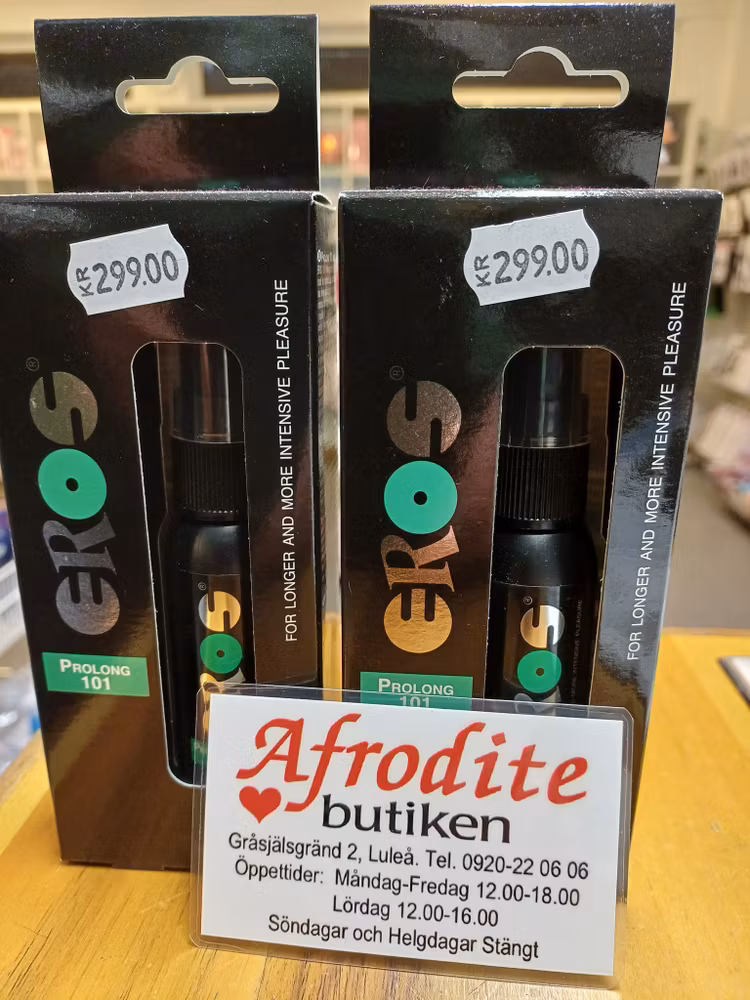 KR 299.00
KR 299.00
EROS®
FOR LONGER AND MORE INTENSIVE PLEASURE
PROLONG
101
EROS
EROS®
FOR LONGER AND MORE INTENSIVE PLEASURE
PROLONG
101
ROS
Afrodite
butiken
Gråsjälsgränd 2, Luleå. Tel. 0920-22 06 06
Öppettider: Måndag-Fredag 12.00-18.00
Lördag 12.00-16.00
Söndagar och Helgdagar Stängt